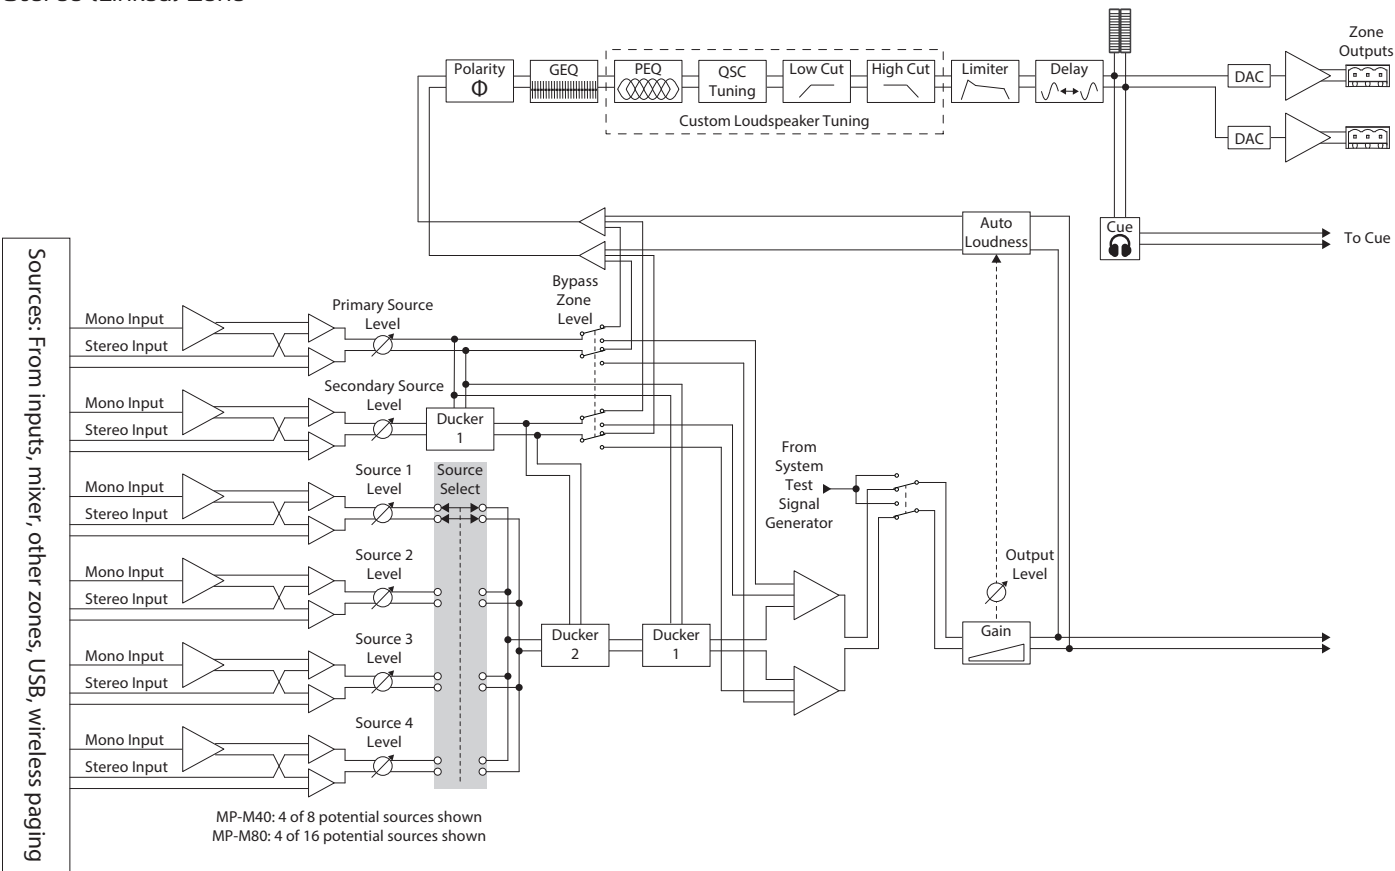 Stereo (Linked) Zone
Zone
Outputs
Polarity
Φ
GEQ
PEQ
QSC
Tuning
Low Cut
High Cut
Limiter
Delay
DAC
Custom Loudspeaker Tuning
DAC
Auto
Loudness
Cue
To Cue
Sources: From inputs, mixer, other zones, USB, wireless paging
Bypass
Zone
Level
Mono Input
Stereo Input
Primary Source
Level
Mono Input
Stereo Input
Secondary Source
Level
Ducker
1
From
System
Test
Signal
Generator
Mono Input
Stereo Input
Source 1
Level
Source
Select
Mono Input
Stereo Input
Source 2
Level
Output
Level
Mono Input
Stereo Input
Source 3
Level
Ducker
2
Ducker
1
Gain
Mono Input
Stereo Input
Source 4
Level
MP-M40: 4 of 8 potential sources shown
MP-M80: 4 of 16 potential sources shown